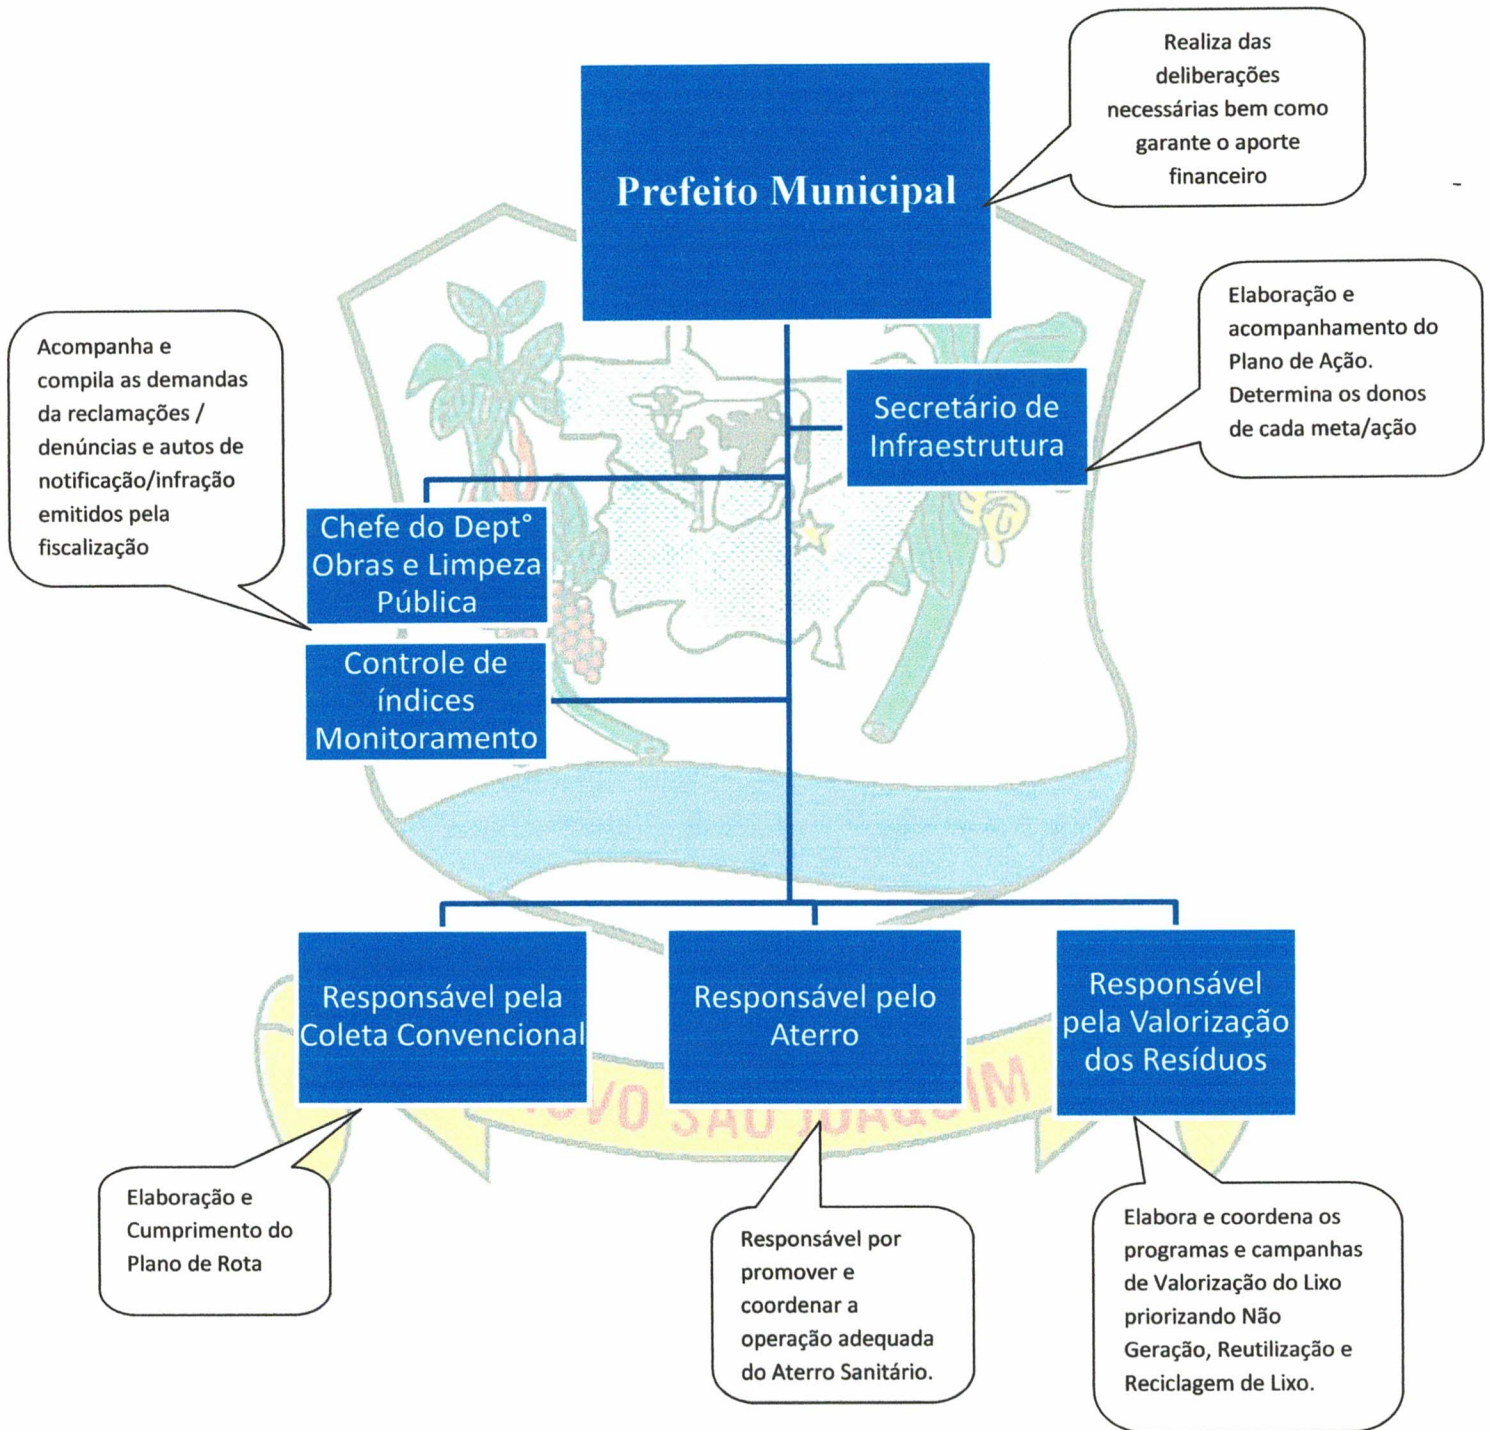 Realiza das
deliberações
necessárias bem como
garante o aporte
financeiro
Prefeito Municipal
Elaboração e
acompanhamento do
Plano de Ação.
Determina os donos
de cada meta/ação
Secretário de
Infraestrutura
Acompanha e
compila as demandas
da reclamações /
denúncias e autos de
notificação/infração
emitidos pela
fiscalização
Chefe do Dept°
Obras e Limpeza
Pública
Controle de
índices
Monitoramento
Responsável pela
Coleta Convencional
Responsável pelo
Aterro
Responsável
pela Valorização
dos Resíduos
NOVO SÃO JOAQUIM
Elaboração e
Cumprimento do
Plano de Rota
Responsável por
promover e
coordenar a
operação adequada
do Aterro Sanitário.
Elabora e coordena os
programas e campanhas
de Valorização do Lixo
priorizando Não
Geração, Reutilização e
Reciclagem de Lixo.